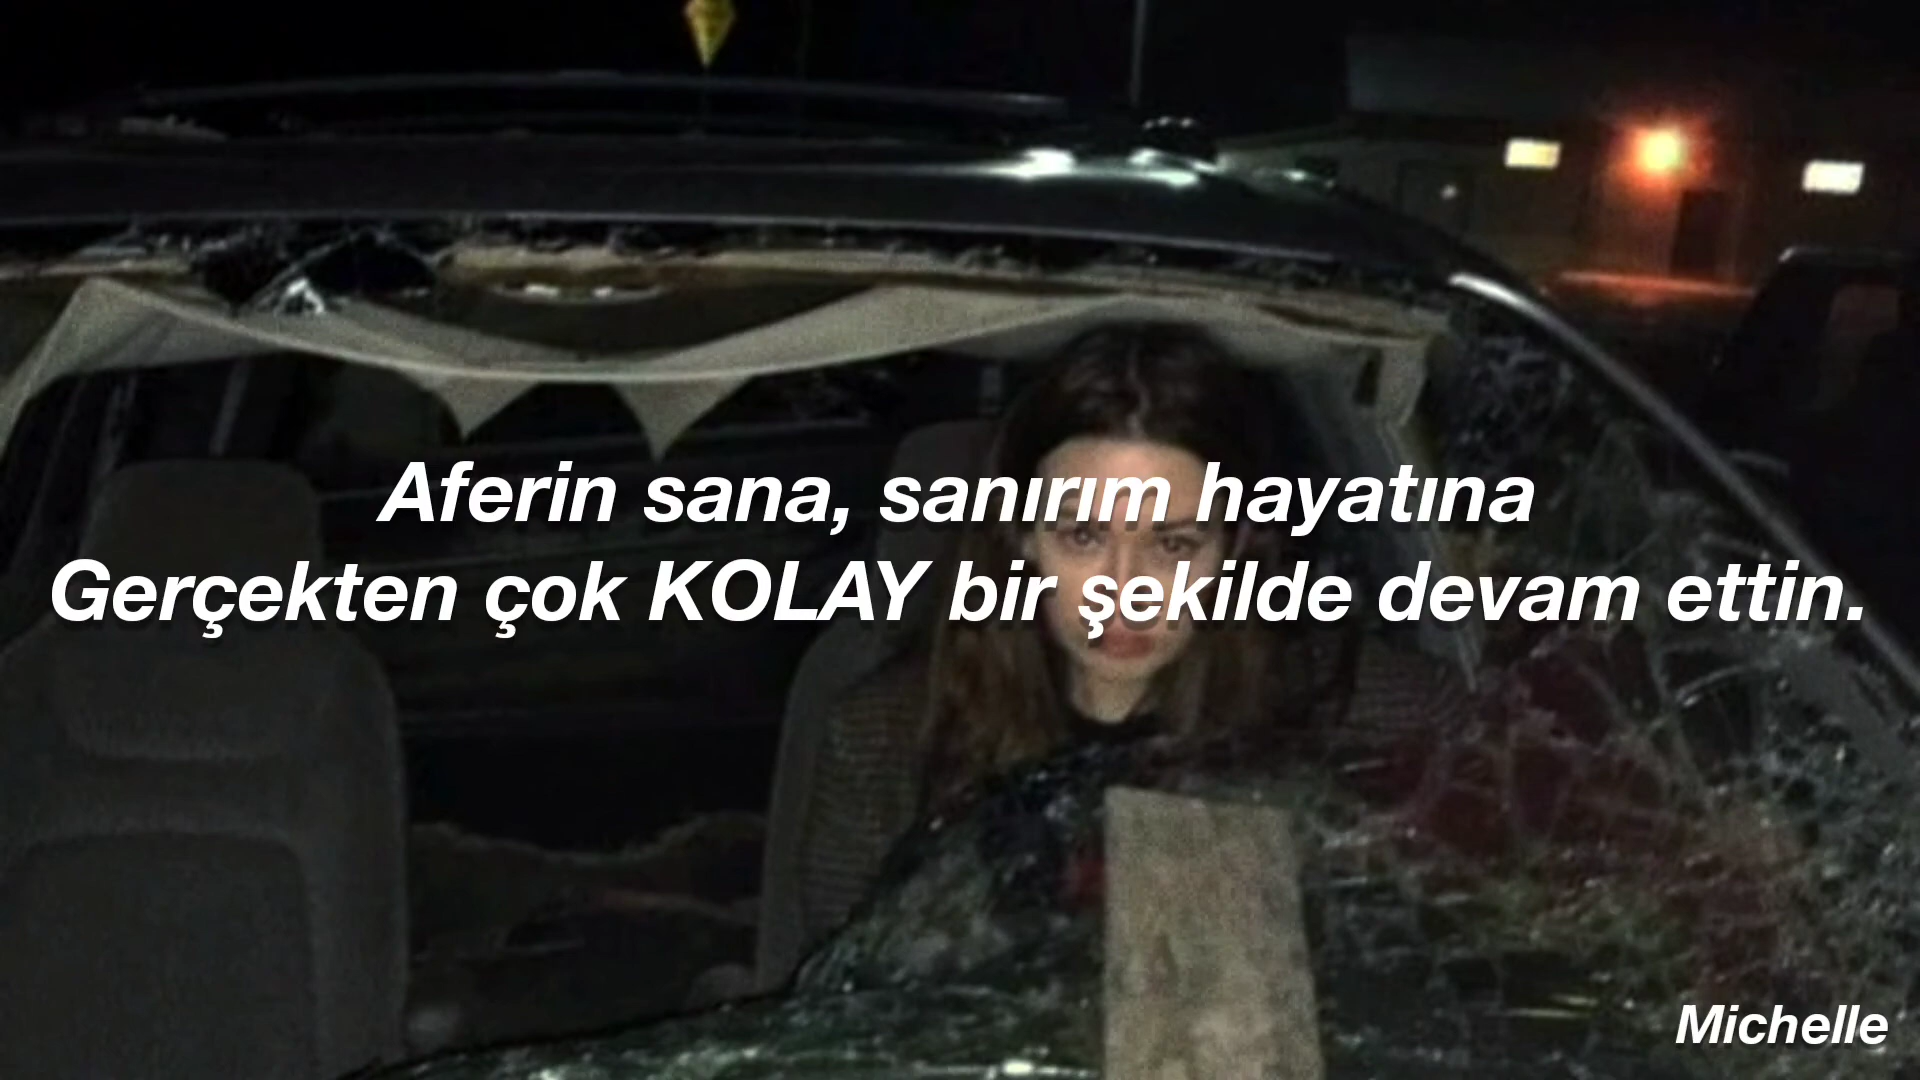 Aferin sana, sanırım hayatına
Gerçekten çok KOLAY bir şekilde devam ettin.
Michelle